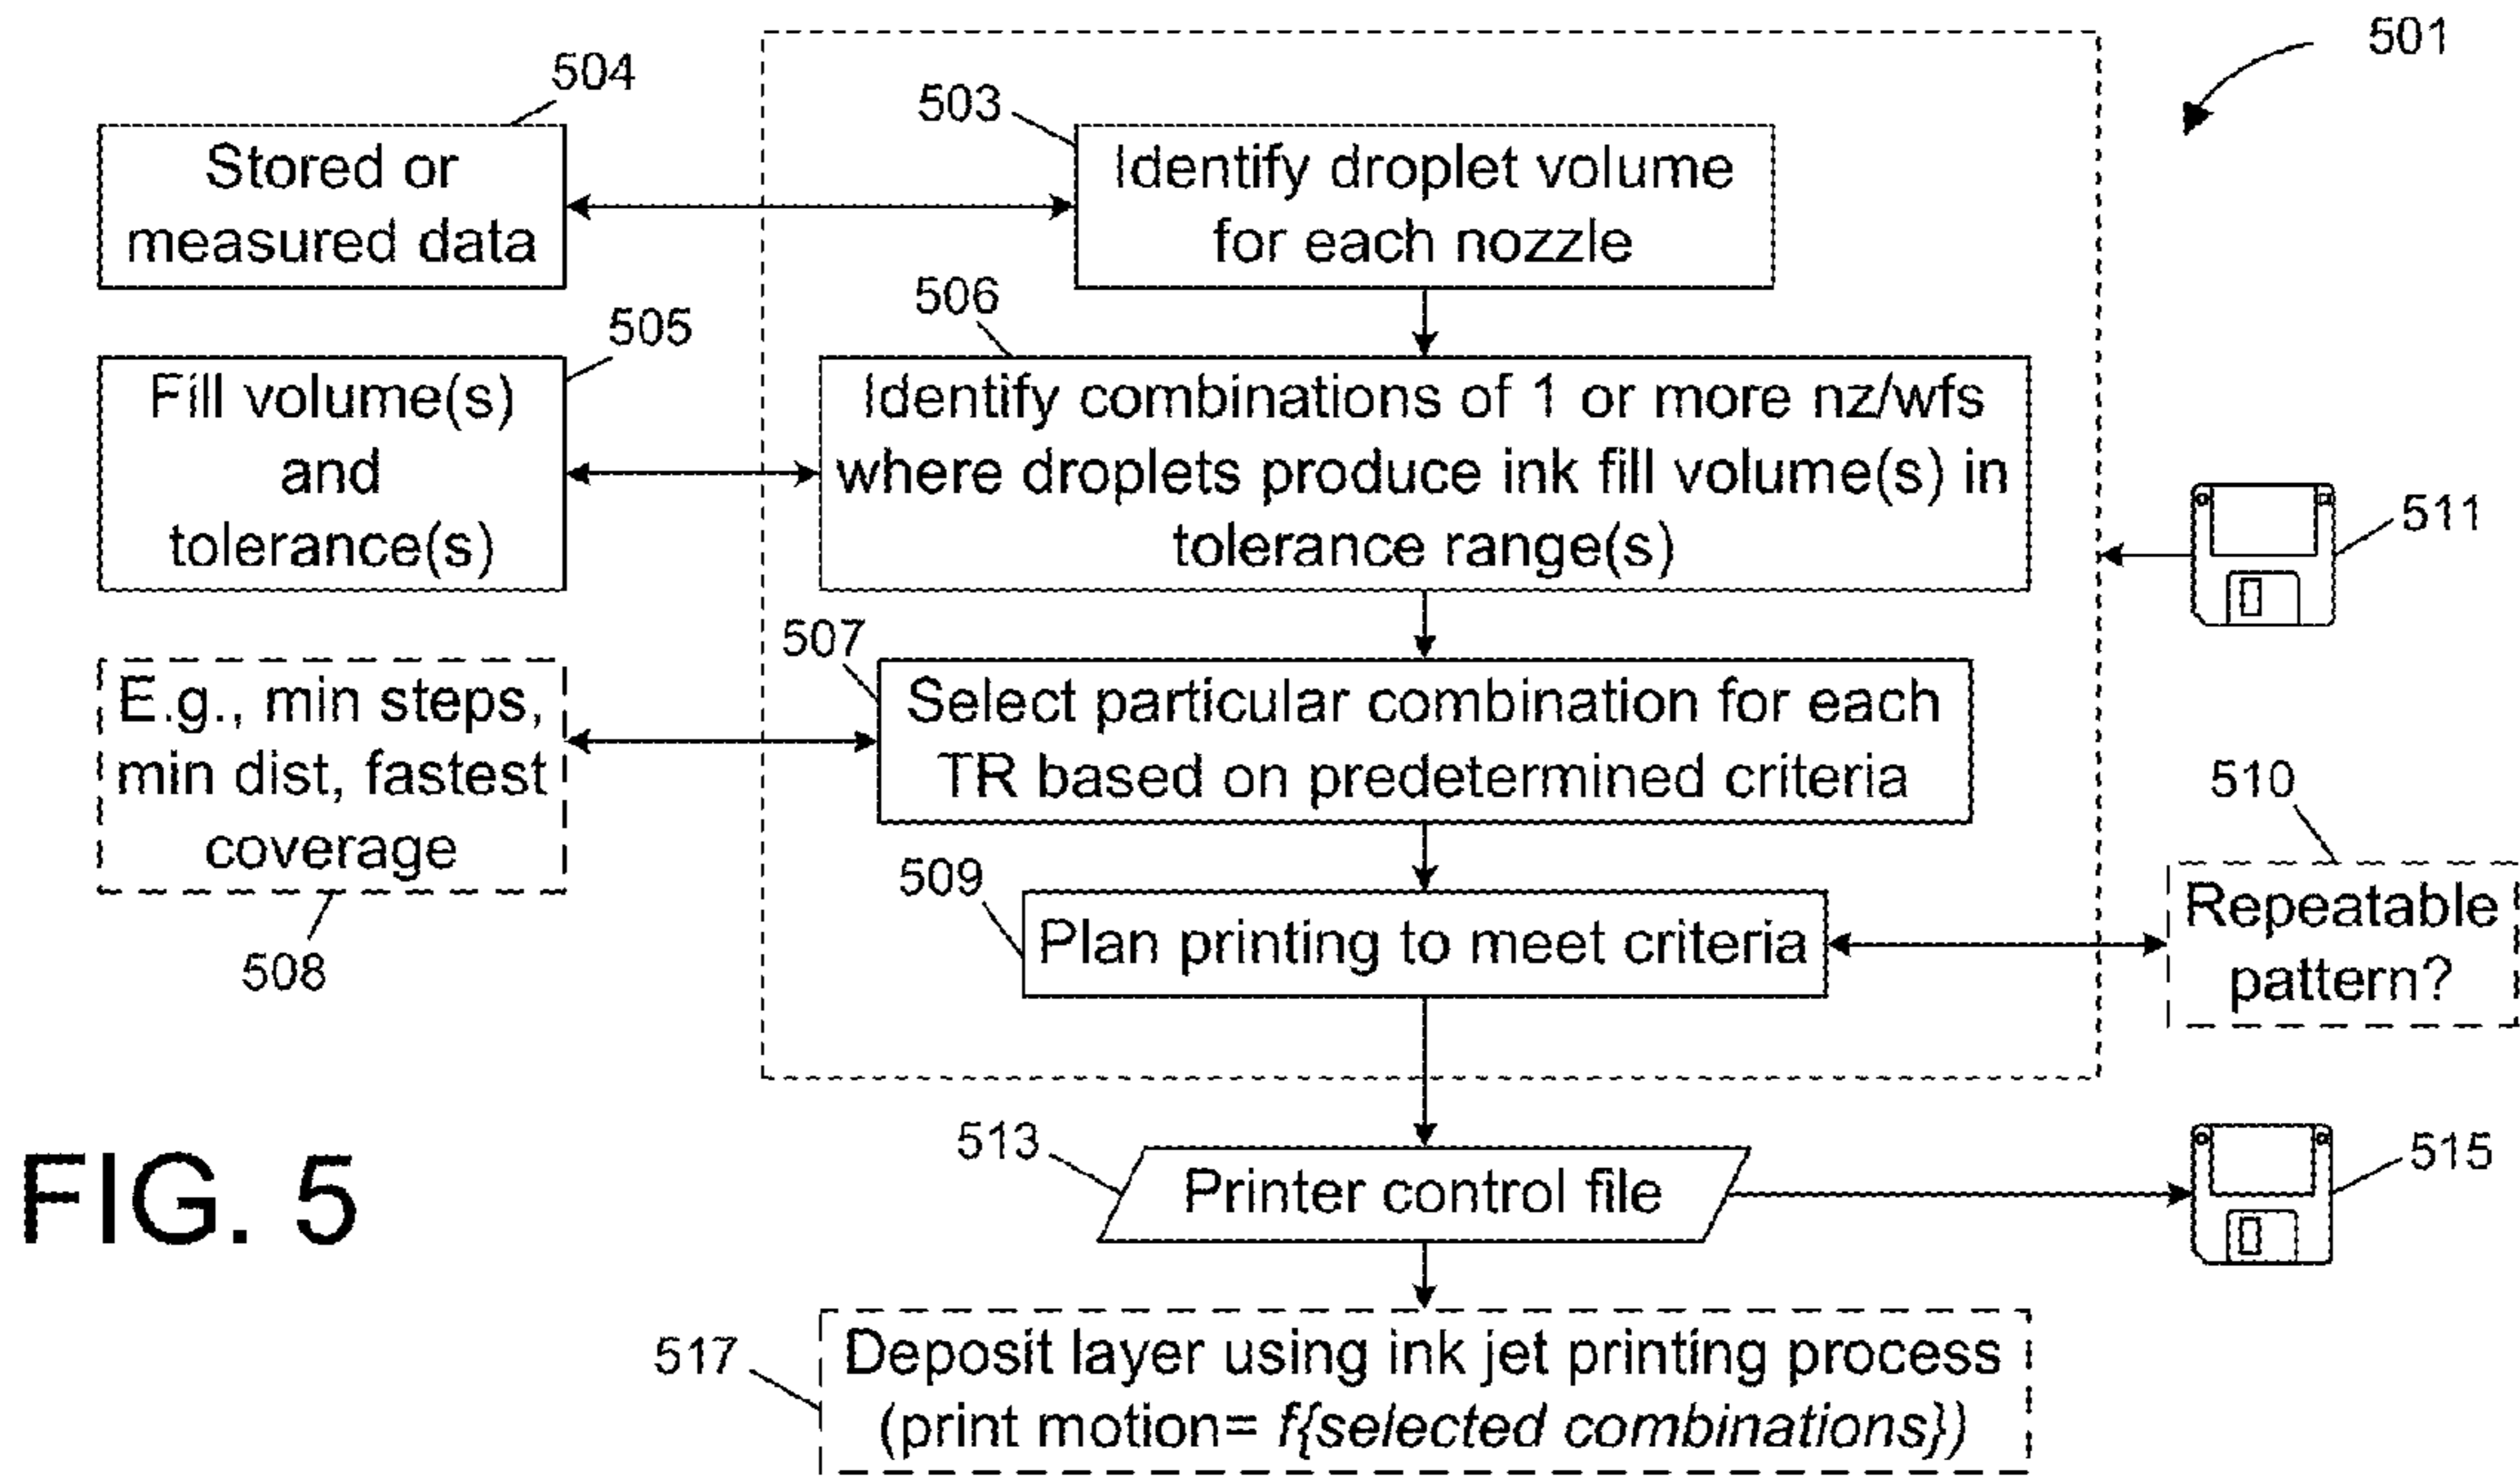 501
504
503
Stored or
measured data
Identify droplet volume
for each nozzle
506
505
Fill volume(s)
and
tolerance(s)
Identify combinations of 1 or more nz/wfs
where droplets produce ink fill volume(s) in
tolerance range(s)
511
507
E.g., min steps,
min dist, fastest
coverage
508
Select particular combination for each
TR based on predetermined criteria
510
509
Plan printing to meet criteria
Repeatable
pattern?
513
Printer control file
515
FIG. 5
517
Deposit layer using ink jet printing process
(print motion= f{selected combinations})